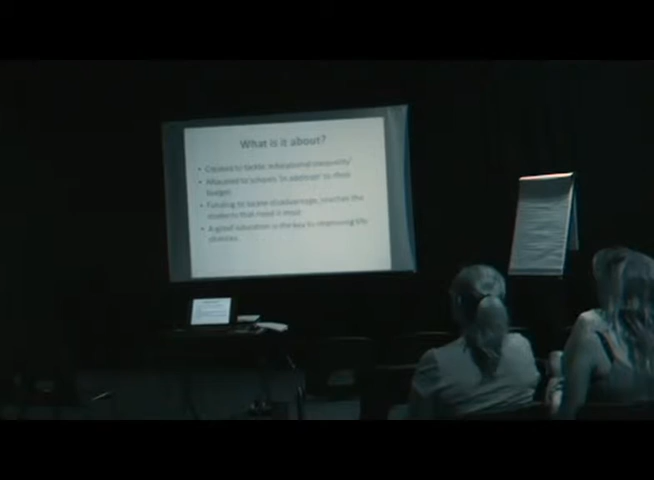 What is it about?
• Created to tackle 'educational inequality'
• Allocated to schools 'in addition' to their
budget.
• Funding to tackle disadvantage, reaches the
students that need it most
• A good education is the key to improving life
chances.